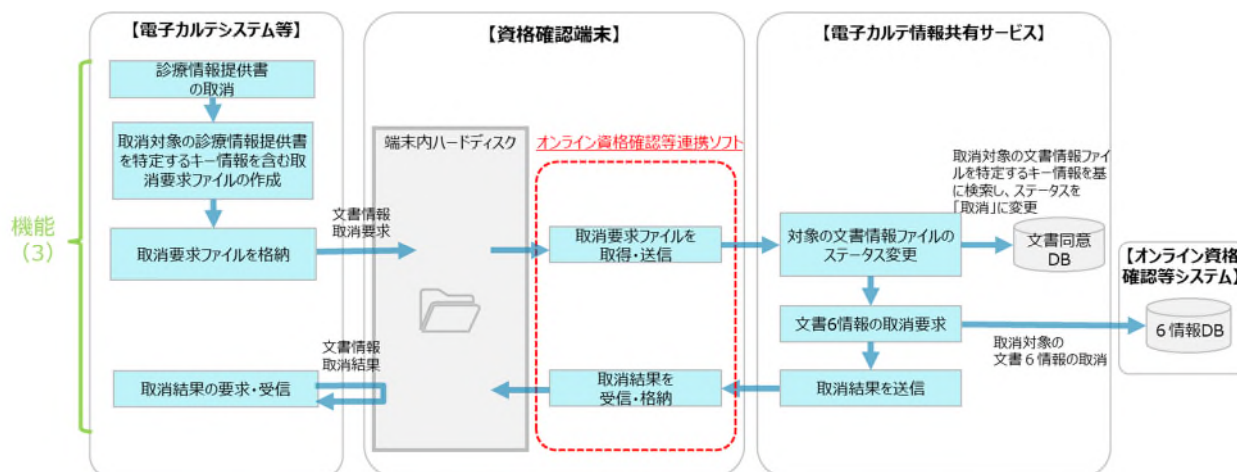 【電子カルテシステム等】
診療情報提供書
の取消
取消対象の診療情報提供書
を特定するキー情報を含む取
消要求ファイルの作成
取消要求ファイルを格納
取消結果の要求・受信
機能
(3)
文書情報
取消要求
文書情報
取消結果
【資格確認端末】
端末内ハードディスク
オンライン資格確認等連携ソフト
取消要求ファイルを
取得・送信
取消結果を
受信・格納
【電子カルテ情報共有サービス】
取消対象の文書情報ファイ
ルを特定するキー情報を基
に検索し、ステータスを
「取消」に変更
対象の文書情報ファイルの
ステータス変更
文書同意
DB
文書6情報の取消要求
取消対象の
文書６情報の取消
取消結果を送信
【オンライン資格
確認等システム】
６情報DB